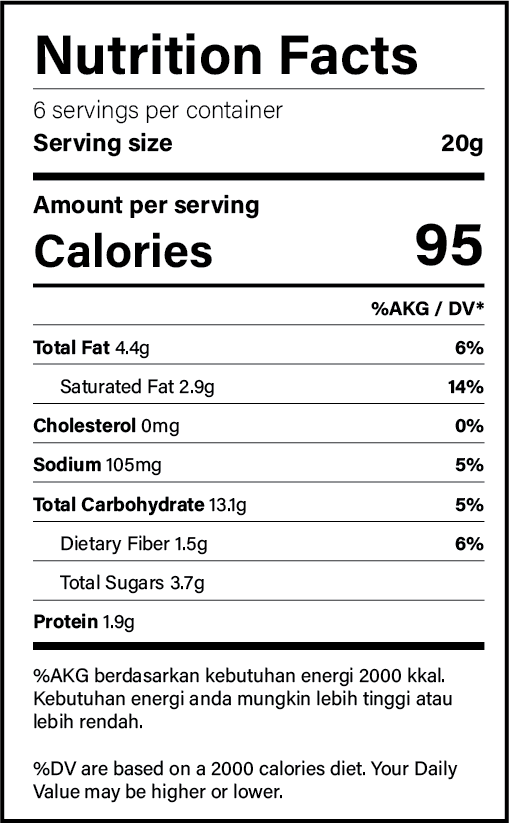 Nutrition Facts
6 servings per container
Serving size 20g
Amount per serving
Calories 95
%AKG / DV*
Total Fat 4.4g 6%
Saturated Fat 2.9g 14%
Cholesterol 0mg 0%
Sodium 105mg 5%
Total Carbohydrate 13.1g 5%
Dietary Fiber 1.5g 6%
Total Sugars 3.7g
Protein 1.9g
%AKG berdasarkan kebutuhan energi 2000 kkal.
Kebutuhan energi anda mungkin lebih tinggi atau
lebih rendah.
%DV are based on a 2000 calories diet. Your Daily
Value may be higher or lower.